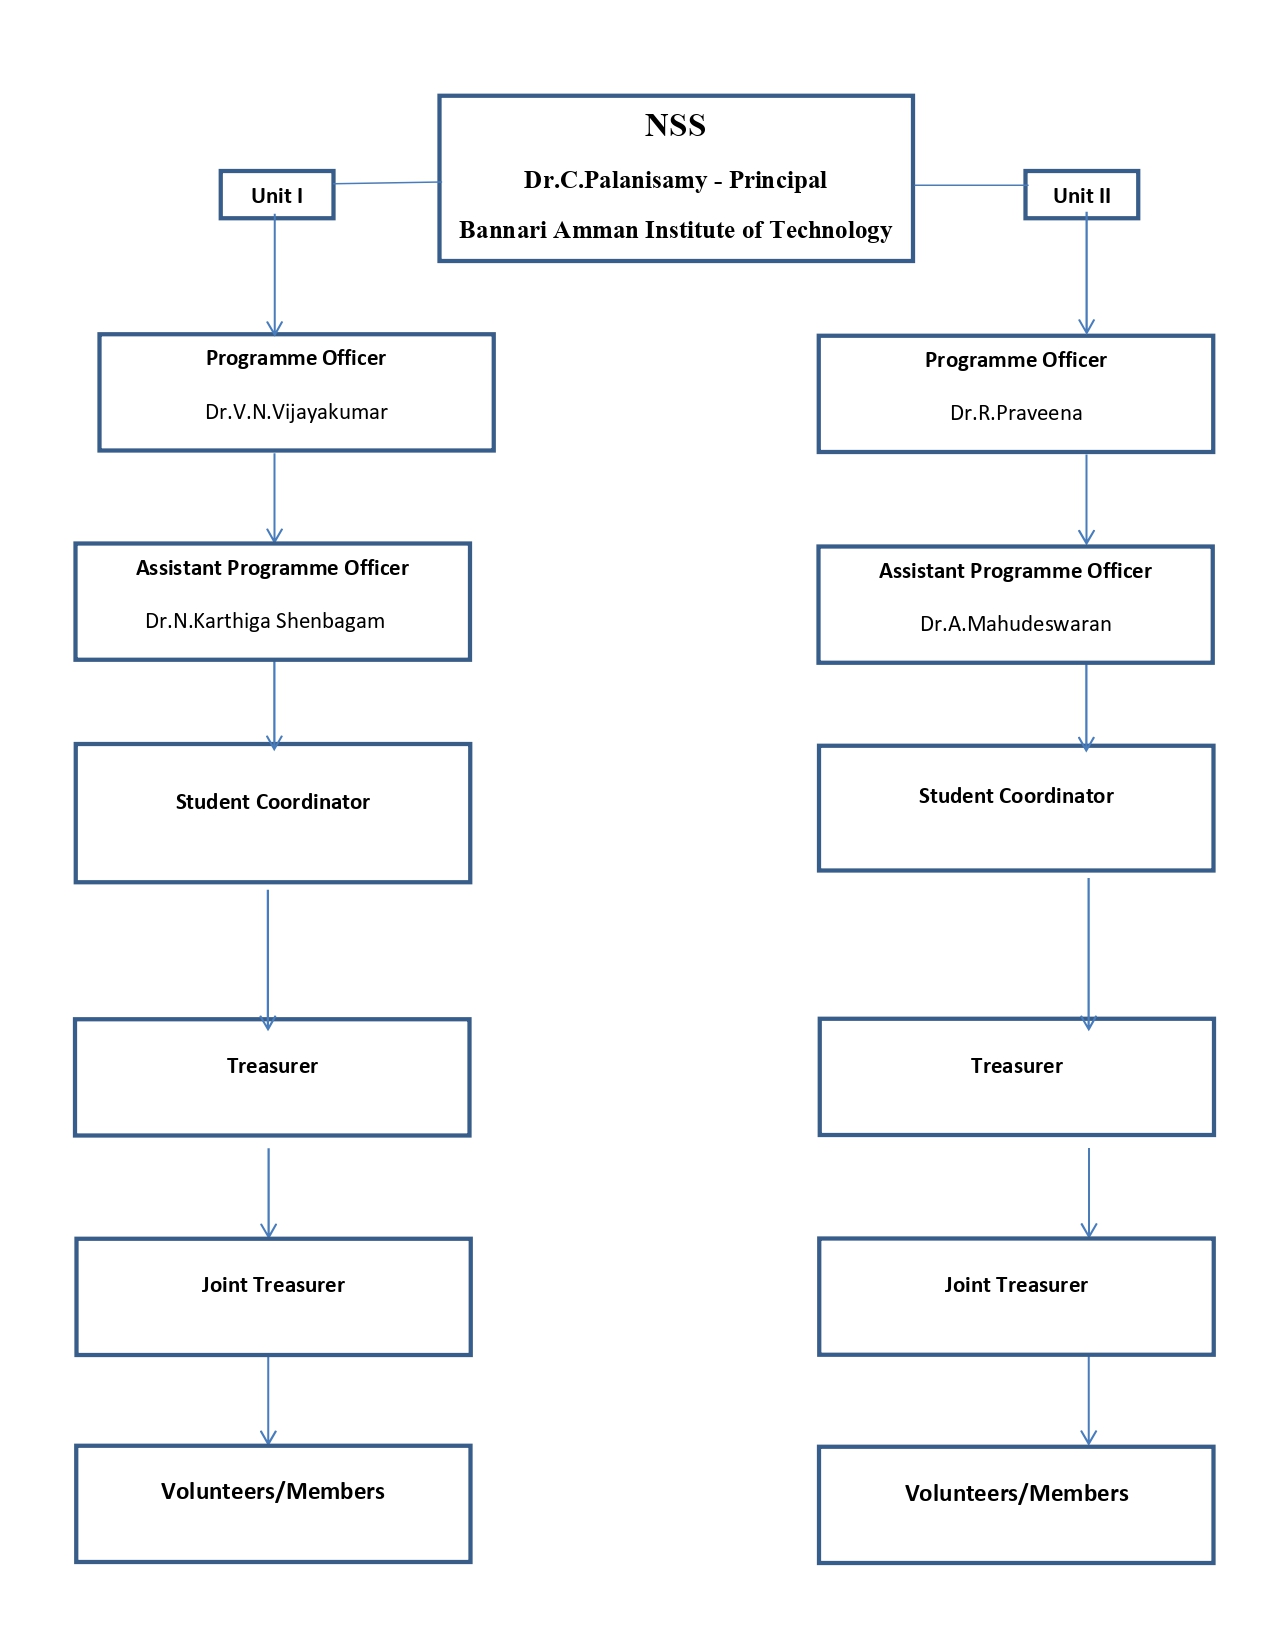 NSS
Dr.C.Palanisamy - Principal
Bannari Amman Institute of Technology
Unit I
Unit II
Programme Officer
Dr.V.N.Vijayakumar
Programme Officer
Dr.R.Praveena
Assistant Programme Officer
Dr.N.Karthiga Shenbagam
Assistant Programme Officer
Dr.A.Mahudeswaran
Student Coordinator
Student Coordinator
Treasurer
Treasurer
Joint Treasurer
Joint Treasurer
Volunteers/Members
Volunteers/Members